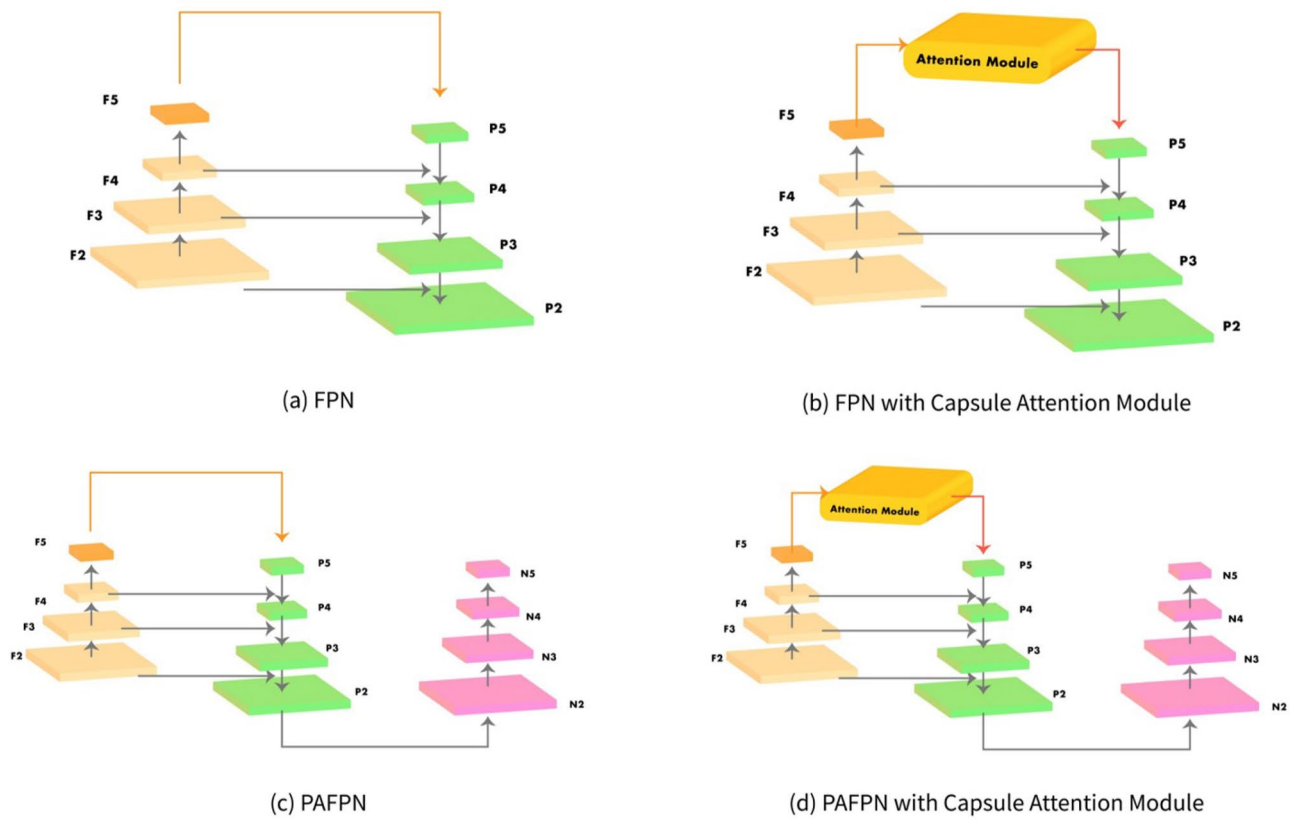 F5
F4
F3
F2
P5
P4
P3
P2
(a) FPN
Attention Module
F5
F4
F3
F2
P5
P4
P3
P2
(b) FPN with Capsule Attention Module
F5
F4
F3
F2
P5
P4
P3
P2
N5
N4
N3
N2
(c) PAFPN
Attention Module
F5
F4
F3
F2
P5
P4
P3
P2
N5
N4
N3
N2
(d) PAFPN with Capsule Attention Module